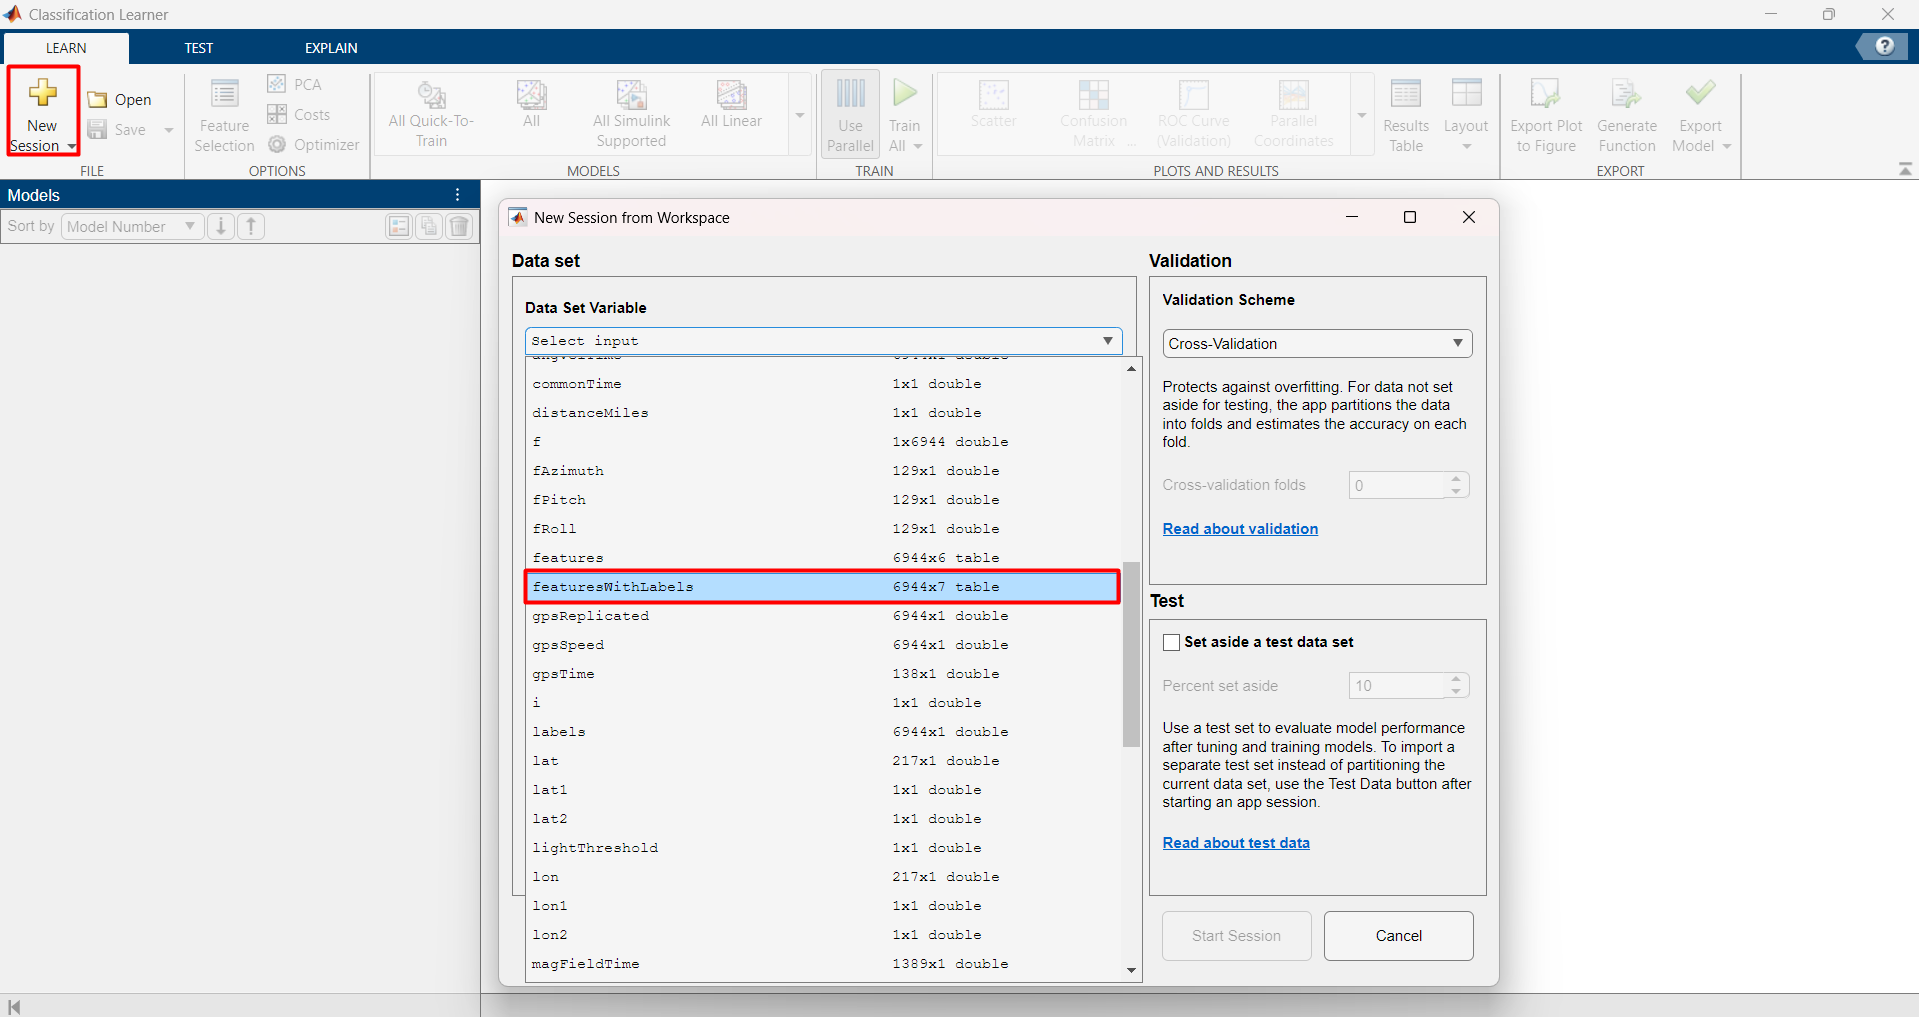 Classification Learner
LEARN
TEST
EXPLAIN
New
Session
Open
Save
FILE
Feature
Selection
PCA
Costs
Optimizer
OPTIONS
All Quick-To-
Train
All
All Simulink
Supported
All Linear
MODELS
Use
Parallel
Train
All
TRAIN
Scatter
Confusion
Matrix ...
ROC Curve
(Validation)
Parallel
Coordinates
PLOTS AND RESULTS
Results
Table
Layout
Export Plot
to Figure
Generate
Function
Export
Model
EXPORT
Models
Sort by Model Number
New Session from Workspace
Data set
Data Set Variable
Select input
commonTime 1x1 double
distanceMiles 1x1 double
f 1x6944 double
fAzimuth 129x1 double
fPitch 129x1 double
fRoll 129x1 double
features 6944x6 table
featuresWithLabels 6944x7 table
gpsReplicated 6944x1 double
gpsSpeed 6944x1 double
gpsTime 138x1 double
i 1x1 double
labels 6944x1 double
lat 217x1 double
lat1 1x1 double
lat2 1x1 double
lightThreshold 1x1 double
lon 217x1 double
lon1 1x1 double
lon2 1x1 double
magFieldTime 1389x1 double
Validation
Validation Scheme
Cross-Validation
Protects against overfitting. For data not set
aside for testing, the app partitions the data
into folds and estimates the accuracy on each
fold.
Cross-validation folds 0
Read about validation
Test
Set aside a test data set
Percent set aside 10
Use a test set to evaluate model performance
after tuning and training models. To import a
separate test set instead of partitioning the
current data set, use the Test Data button after
starting an app session.
Read about test data
Start Session
Cancel